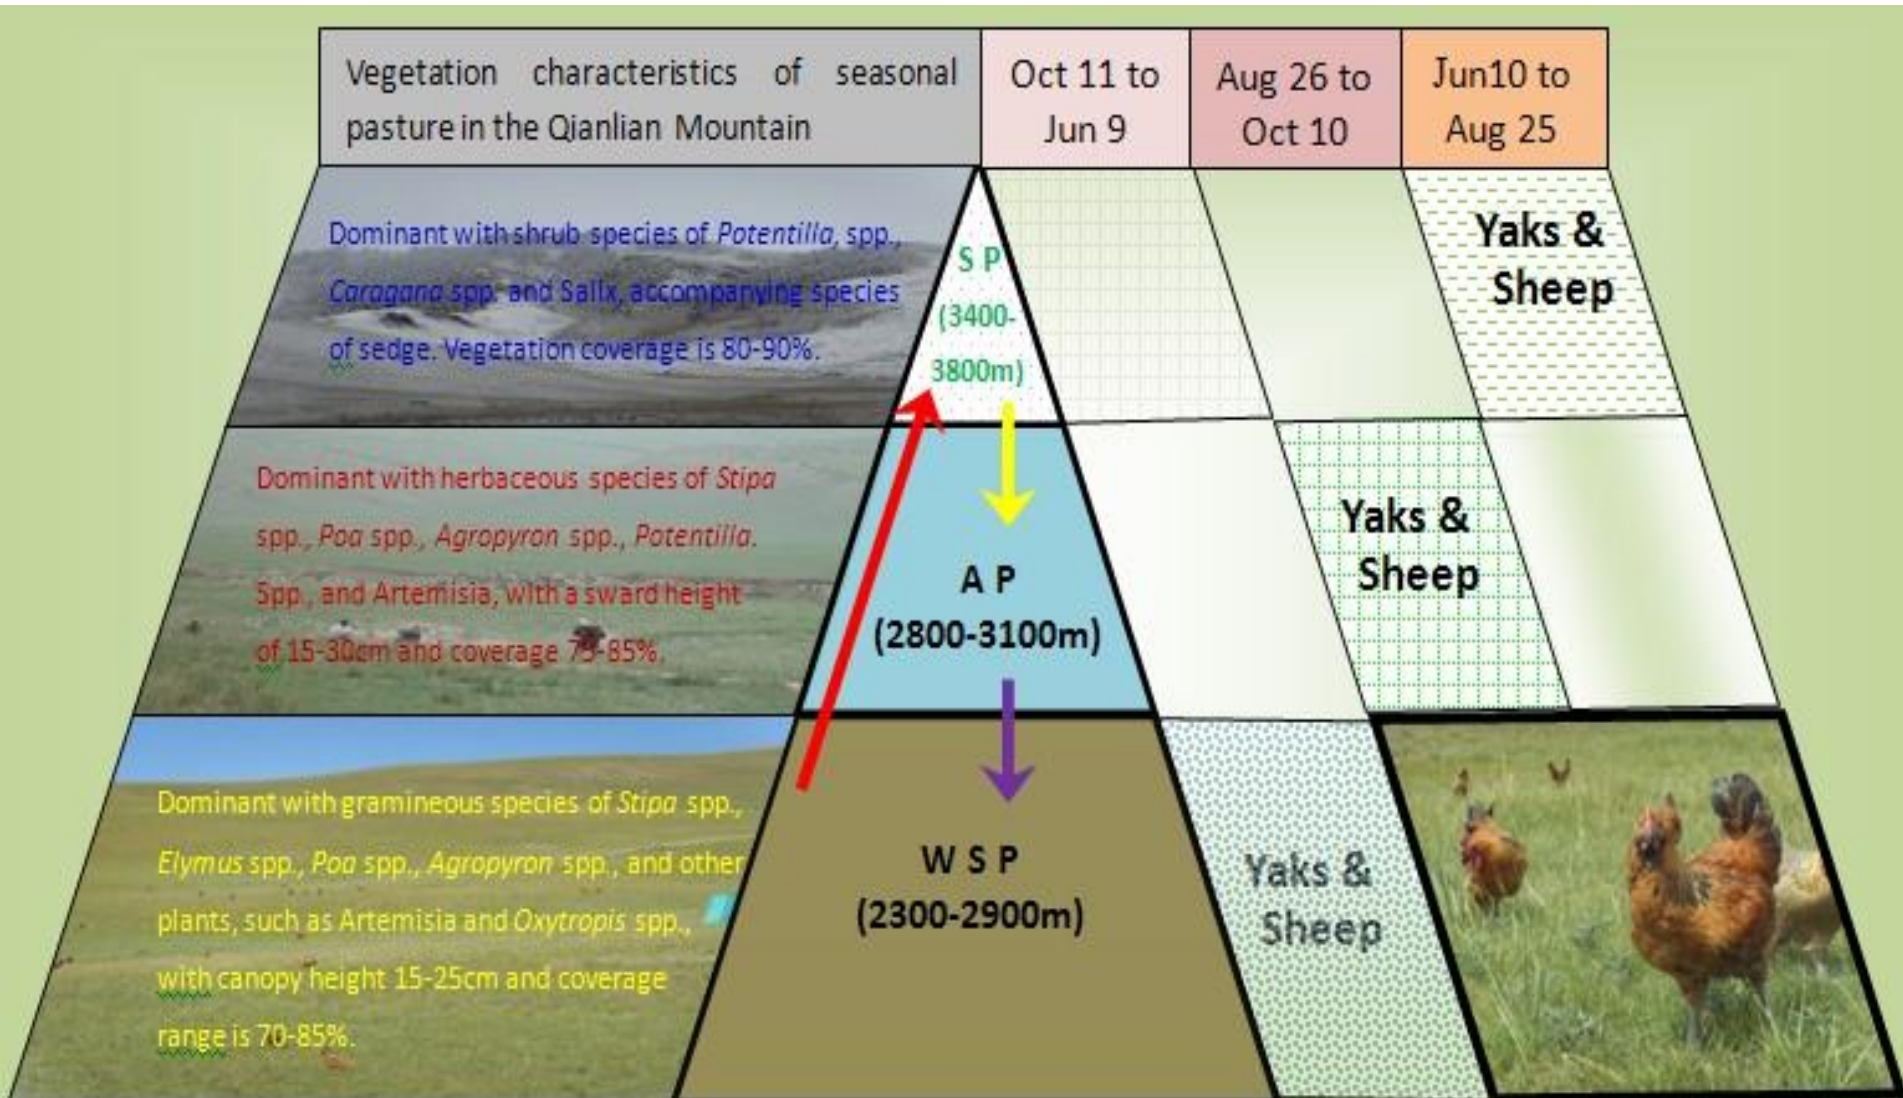 Vegetation characteristics of seasonal
pasture in the Qianlian Mountain
Oct 11 to
Jun 9
Aug 26 to
Oct 10
Jun10 to
Aug 25
Dominant with shrub species of Potentilla, spp.,
Caragana spp. and Salix, accompanying species
of sedge. Vegetation coverage is 80-90%.
S P
(3400-
3800m)
Yaks &
Sheep
Dominant with herbaceous species of Stipa
spp., Poa spp., Agropyron spp., Potentilla.
Spp., and Artemisia, with a sward height
of 15-30cm and coverage 75-85%.
A P
(2800-3100m)
Yaks &
Sheep
Dominant with gramineous species of Stipa spp.,
Elymus spp., Poa spp., Agropyron spp., and other
plants, such as Artemisia and Oxytropis spp.,
with canopy height 15-25cm and coverage
range is 70-85%.
W S P
(2300-2900m)
Yaks &
Sheep